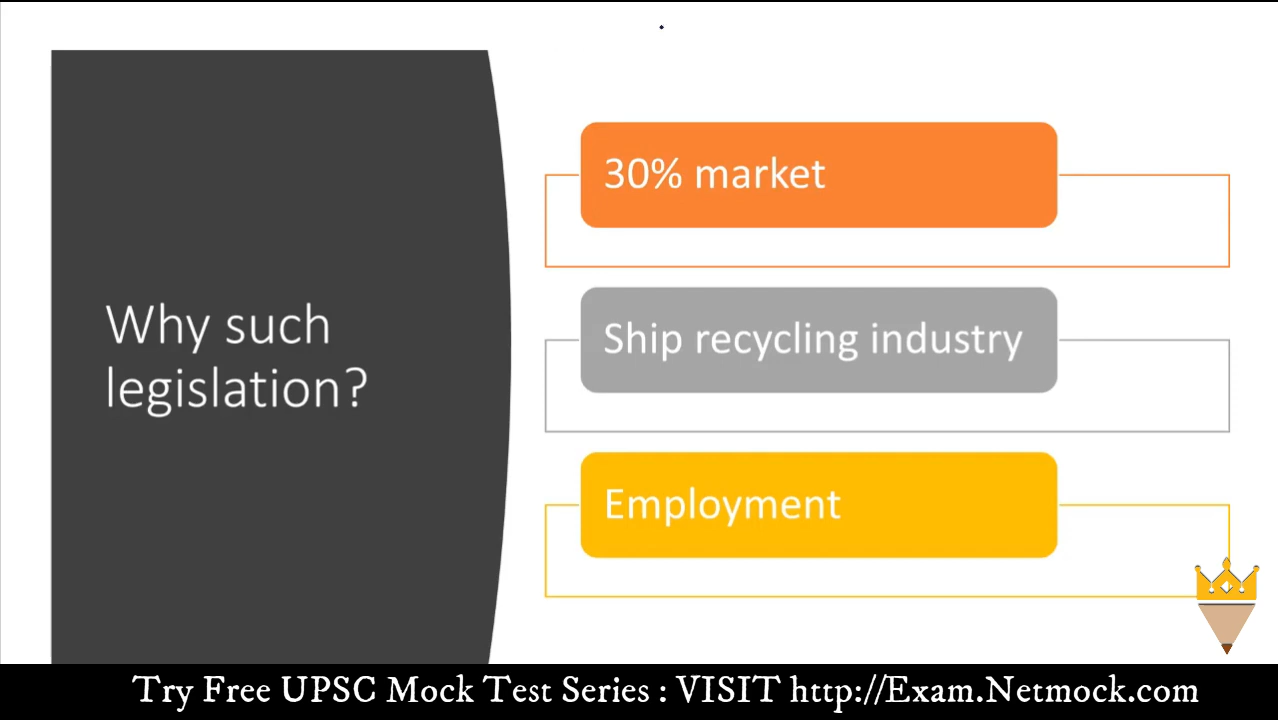 Why such
legislation?
30% market
Ship recycling industry
Employment
Try Free UPSC Mock Test Series : VISIT http://Exam.Netmock.com